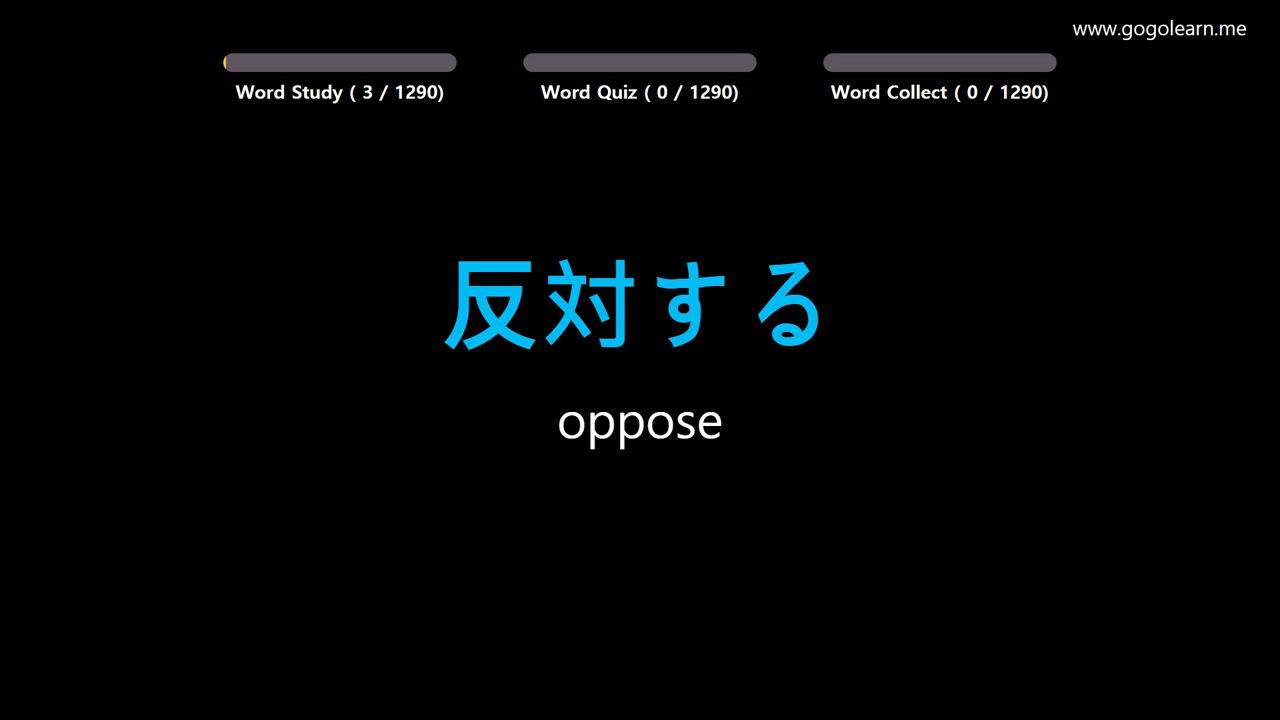 www.gogolearn.me
Word Study ( 3 / 1290)
Word Quiz ( 0 / 1290)
Word Collect ( 0 / 1290)
反対する
oppose